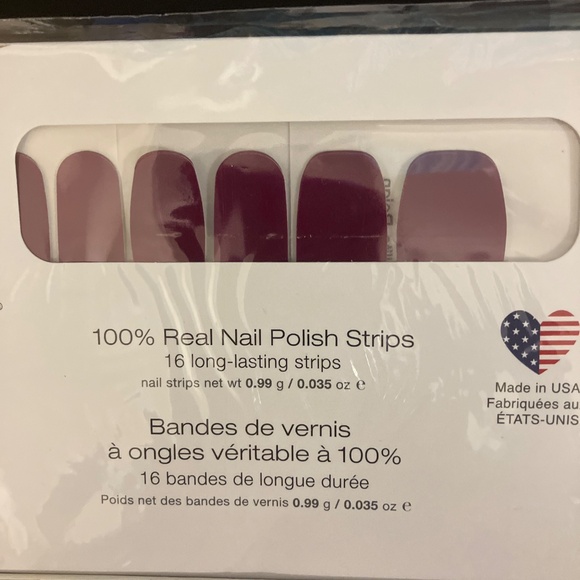 100% Real Nail Polish Strips
16 long-lasting strips
nail strips net wt 0.99 g / 0.035 oz ℮
Made in USA
Fabriquées au
ÉTATS-UNIS
Bandes de vernis
à ongles véritable à 100%
16 bandes de longue durée
Poids net des bandes de vernis 0.99 g / 0.035 oz ℮